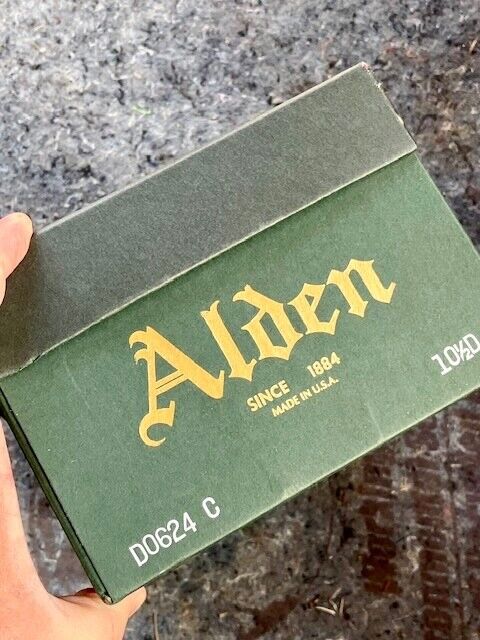 Alden
SINCE 1884
MADE IN U.S.A.
10½D
D0624 C